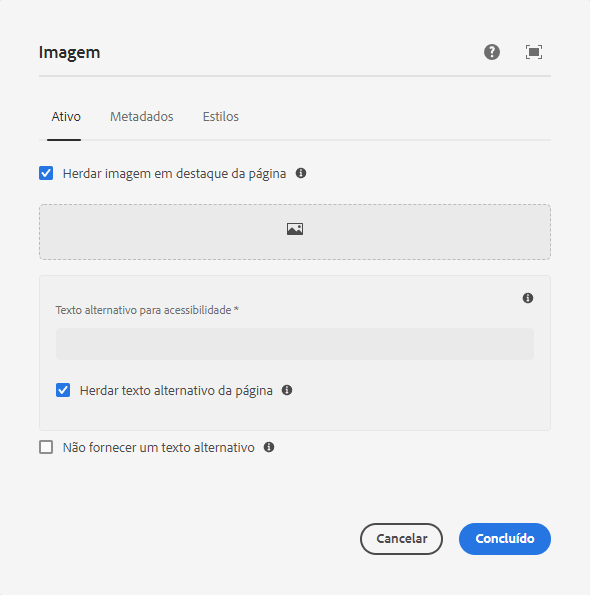 Imagem
Ativo Metadados Estilos
Herdar imagem em destaque da página
Texto alternativo para acessibilidade *
Herdar texto alternativo da página
Não fornecer um texto alternativo
Cancelar Concluído